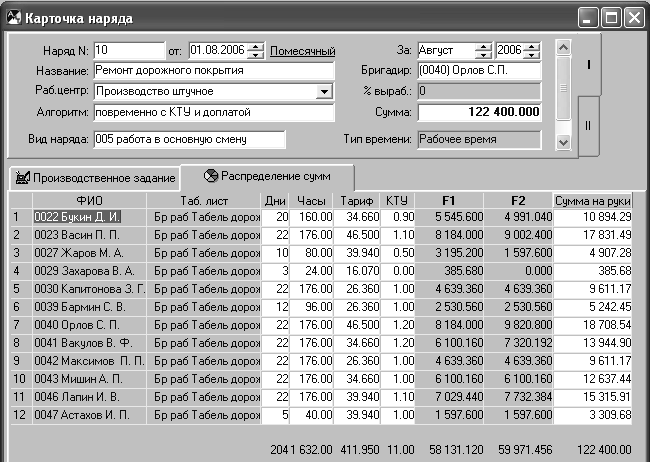 Карточка наряда
Наряд N: 10 от: 01.08.2006 Помесячный За: Август 2006
Название: Ремонт дорожного покрытия Бригадир: (0040) Орлов С.П.
Раб.центр: Производство штучное % выраб.: 0
Алгоритм: повременно с КТУ и доплатой Сумма: 122 400.000
Вид наряда: 005 работа в основную смену Тип времени: Рабочее время
I
II
Производственное задание Распределение сумм
ФИО Таб. лист Дни Часы Тариф КТУ F1 F2 Сумма на руки
1 0022 Букин Д. И. Бр раб Табель дорож 20 160.00 34.660 0.90 5 545.600 4 991.040 10 894.29
2 0023 Васин П. П. Бр раб Табель дорож 22 176.00 46.500 1.10 8 184.000 9 002.400 17 831.49
3 0027 Жаров М. А. Бр раб Табель дорож 10 80.00 39.940 0.50 3 195.200 1 597.600 4 907.28
4 0029 Захарова В. А. Бр раб Табель дорож 3 24.00 16.070 0.00 385.680 0.000 385.68
5 0030 Капитонова З. Г. Бр раб Табель дорож 22 176.00 26.360 1.00 4 639.360 4 639.360 9 611.17
6 0039 Бармин С. В. Бр раб Табель дорож 12 96.00 26.360 1.00 2 530.560 2 530.560 5 242.45
7 0040 Орлов С. П. Бр раб Табель дорож 22 176.00 46.500 1.20 8 184.000 9 820.800 18 708.54
8 0041 Вакулов В. Ф. Бр раб Табель дорож 22 176.00 34.660 1.20 6 100.160 7 320.192 13 944.90
9 0042 Максимов П. П. Бр раб Табель дорож 22 176.00 26.360 1.00 4 639.360 4 639.360 9 611.17
10 0043 Мишин А. П. Бр раб Табель дорож 22 176.00 34.660 1.00 6 100.160 6 100.160 12 637.44
11 0046 Лапин И. В. Бр раб Табель дорож 22 176.00 39.940 1.10 7 029.440 7 732.384 15 315.91
12 0047 Астахов И. П. Бр раб Табель дорож 5 40.00 39.940 1.00 1 597.600 1 597.600 3 309.68
204 1 632.00 411.950 11.00 58 131.120 59 971.456 122 400.00